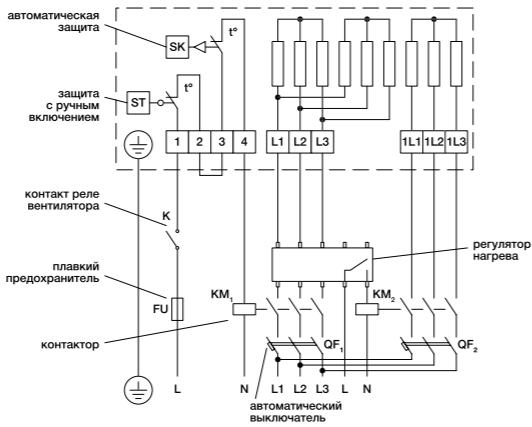 автоматическая
защита
SK
t°
защита
с ручным
включением
ST
t°
1 2 3 4 L1 L2 L3 1L1 1L2 1L3
контакт реле
вентилятора
K
регулятор
нагрева
плавкий
предохранитель
FU
KM1
KM2
контактор
QF1
QF2
L N L1 L2 L3 L N
автоматический
выключатель